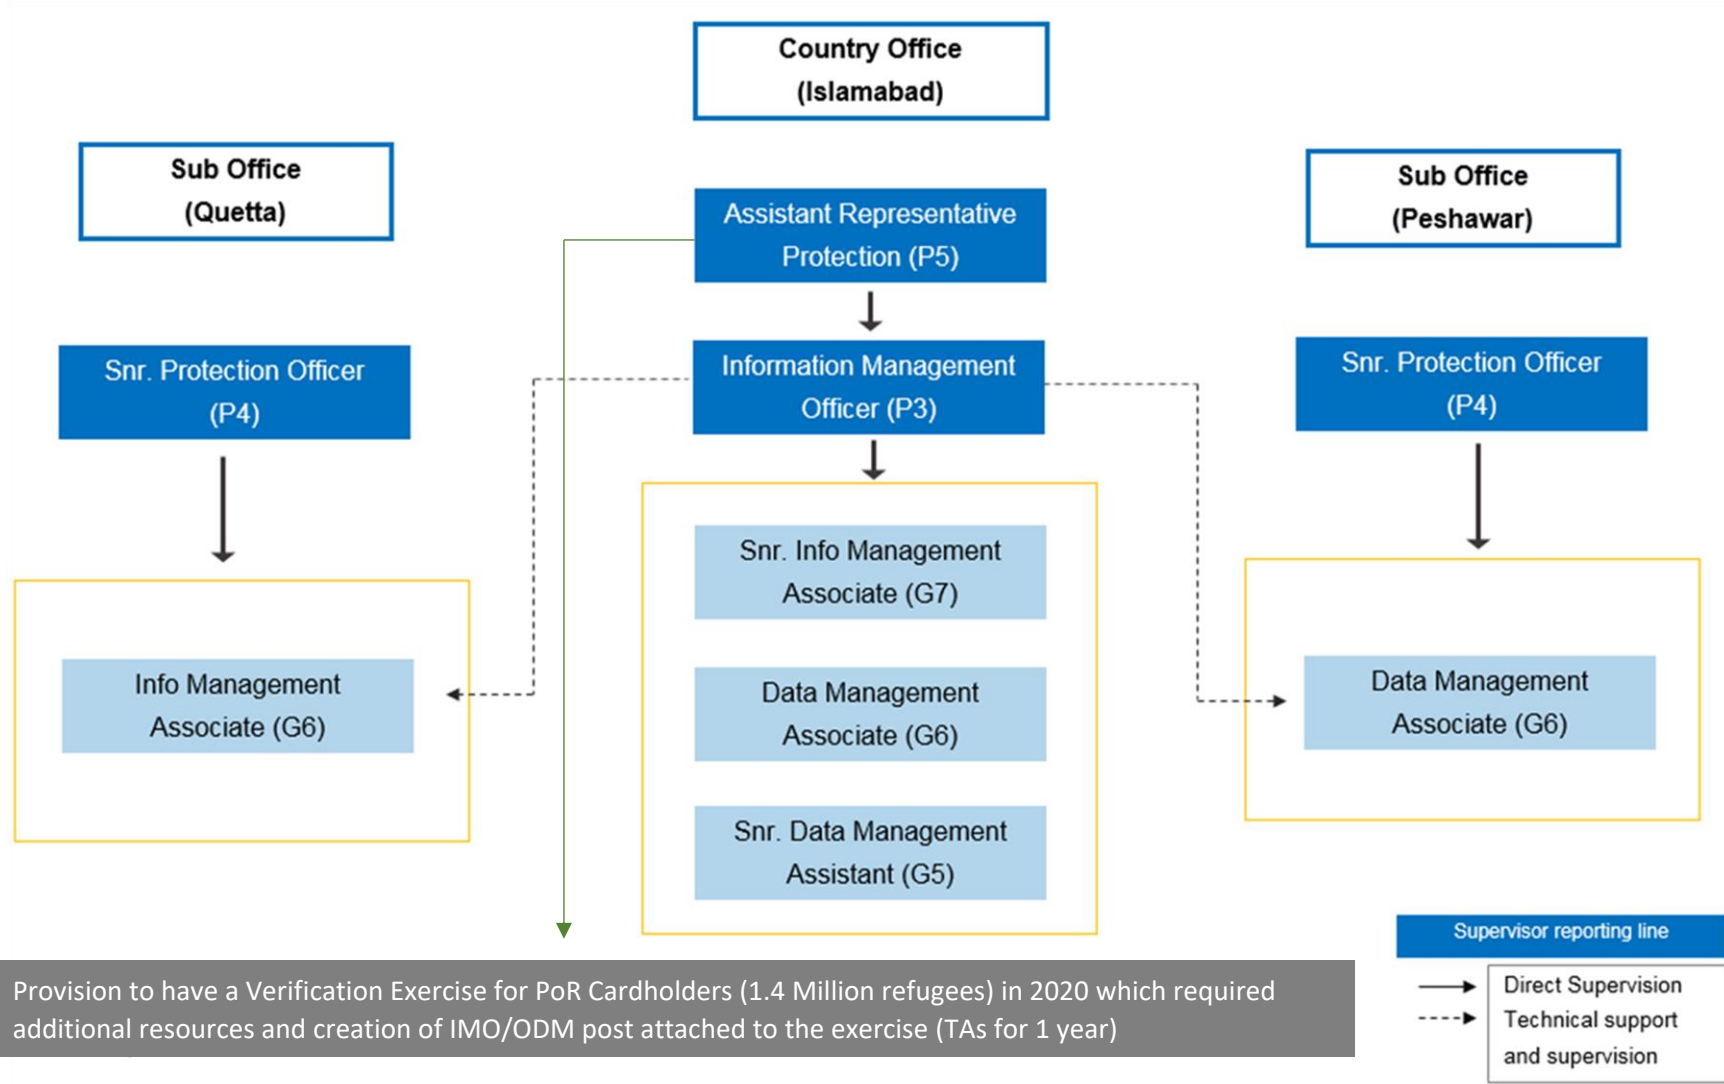 Country Office
(Islamabad)
Sub Office
(Quetta)
Sub Office
(Peshawar)
Assistant Representative
Protection (P5)
Snr. Protection Officer
(P4)
Information Management
Officer (P3)
Snr. Protection Officer
(P4)
Snr. Info Management
Associate (G7)
Info Management
Associate (G6)
Data Management
Associate (G6)
Data Management
Associate (G6)
Snr. Data Management
Assistant (G5)
Supervisor reporting line
Direct Supervision
Technical support
and supervision
Provision to have a Verification Exercise for PoR Cardholders (1.4 Million refugees) in 2020 which required
additional resources and creation of IMO/ODM post attached to the exercise (TAs for 1 year)